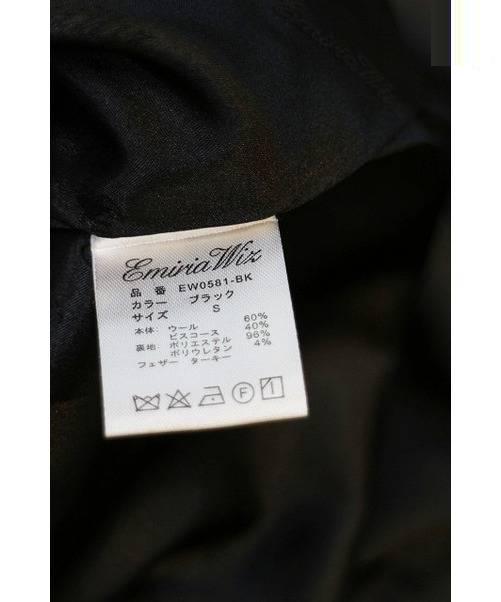 Emiria Wiz
品 番 EW0581-BK
カラー ブラック
サイズ S
本体: ウール 60%
ビスコース 40%
裏地: ポリエステル 96%
ポリウレタン 4%
フェザー ターキー
F